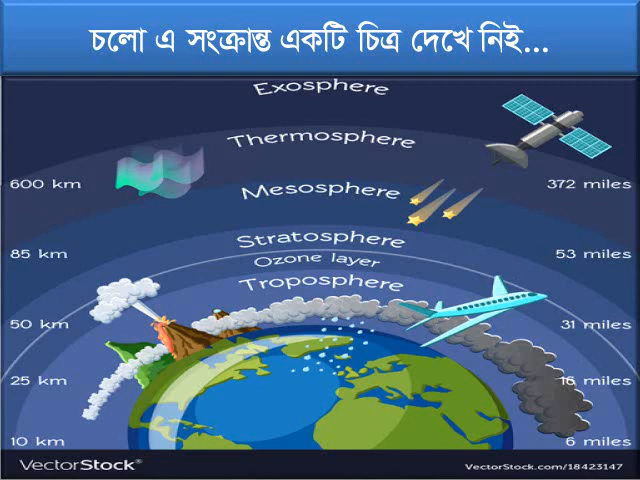 চলো এ সংক্রান্ত একটি চিত্র দেখে নিই...
Exosphere
Thermosphere
600 km 372 miles
Mesosphere
Stratosphere
85 km 53 miles
Ozone layer
Troposphere
50 km 31 miles
25 km 16 miles
10 km 6 miles
VectorStock® VectorStock.com/18423147